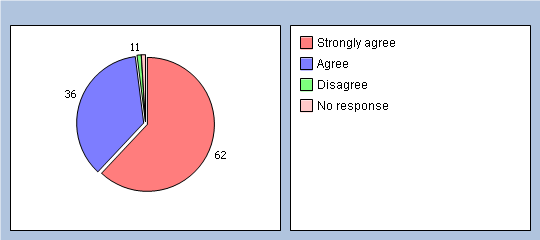 11
36
62
Strongly agree
Agree
Disagree
No response